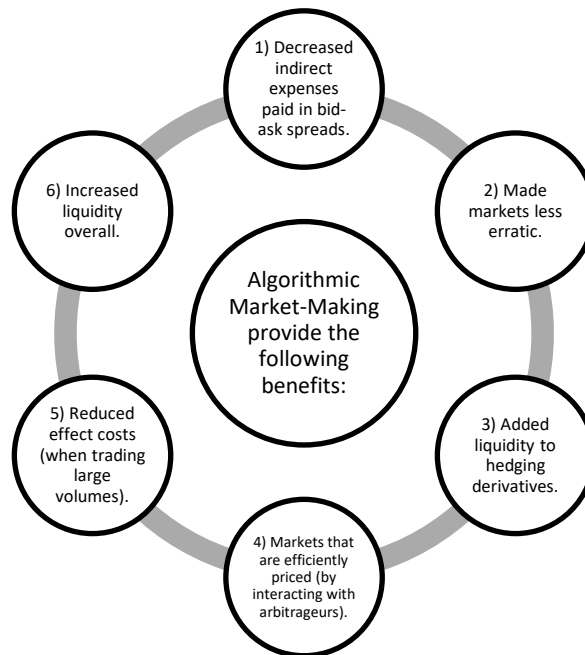 Algorithmic
Market-Making
provide the
following
benefits:
1) Decreased
indirect
expenses
paid in bid-
ask spreads.
2) Made
markets less
erratic.
3) Added
liquidity to
hedging
derivatives.
4) Markets that
are efficiently
priced (by
interacting with
arbitrageurs).
5) Reduced
effect costs
(when trading
large
volumes).
6) Increased
liquidity
overall.